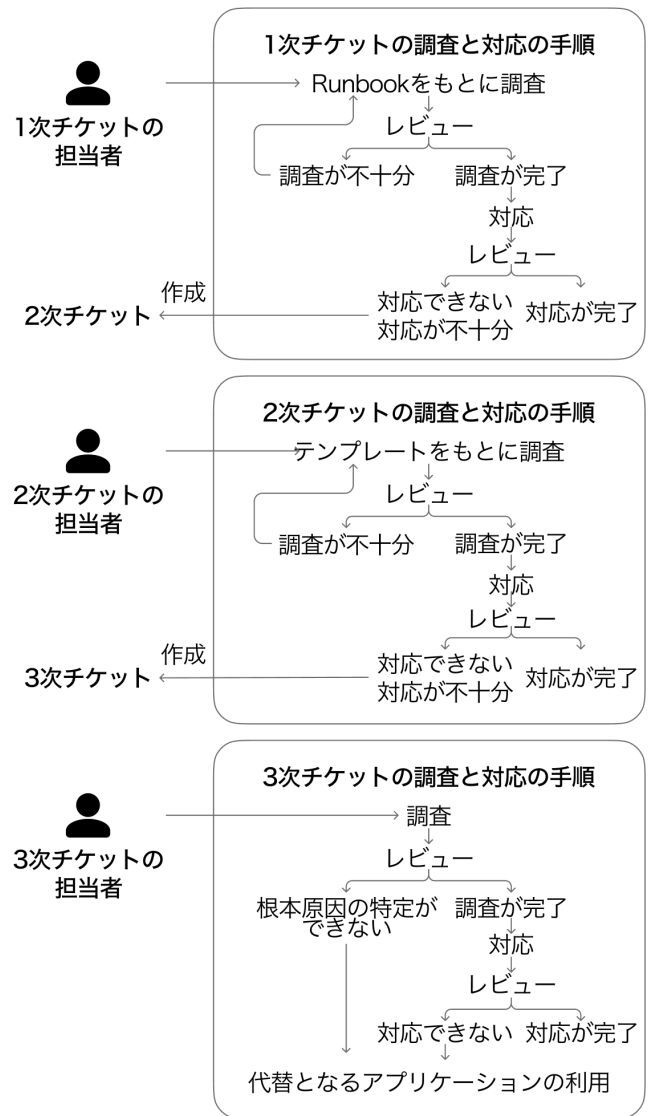 1次チケットの調査と対応の手順
Runbookをもとに調査
1次チケットの
担当者
レビュー
調査が不十分
調査が完了
対応
レビュー
作成
2次チケット
対応できない
対応が不十分
対応が完了
2次チケットの調査と対応の手順
テンプレートをもとに調査
2次チケットの
担当者
レビュー
調査が不十分
調査が完了
対応
レビュー
作成
3次チケット
対応できない
対応が不十分
対応が完了
3次チケットの調査と対応の手順
調査
3次チケットの
担当者
レビュー
根本原因の特定が
できない
調査が完了
対応
レビュー
対応できない
対応が完了
代替となるアプリケーションの利用